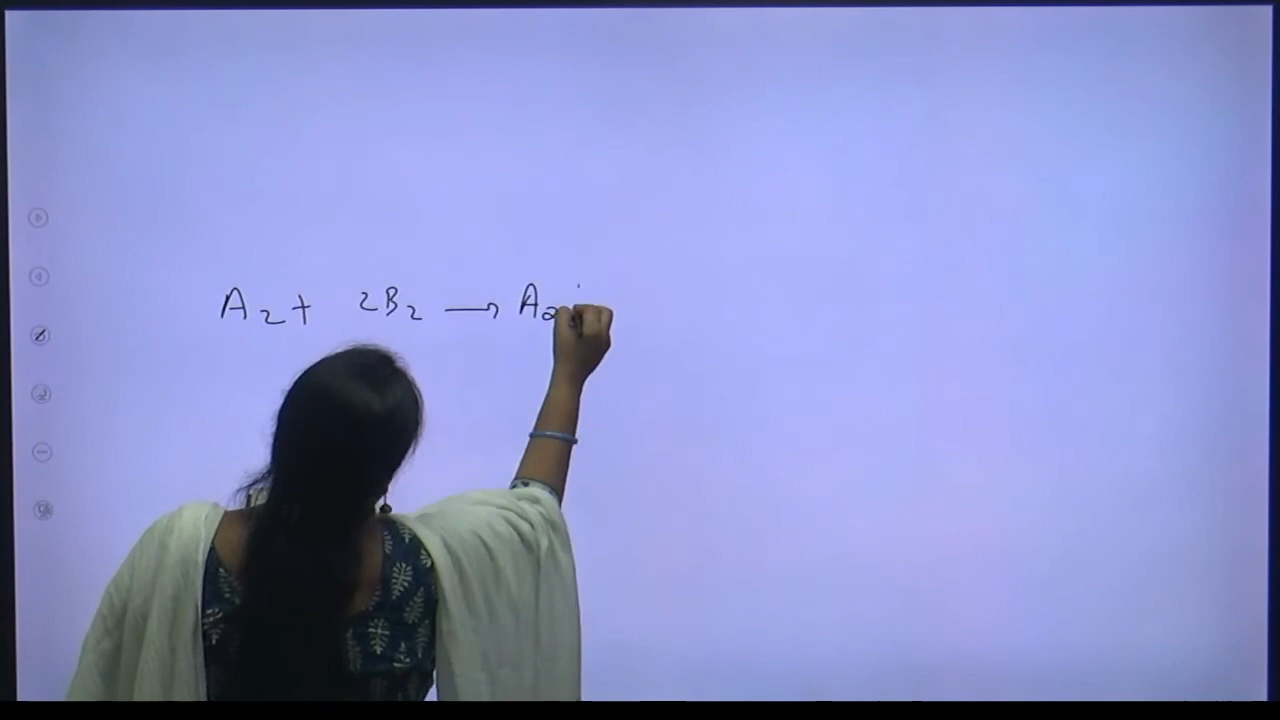 A₂ + 2B₂ → A₂